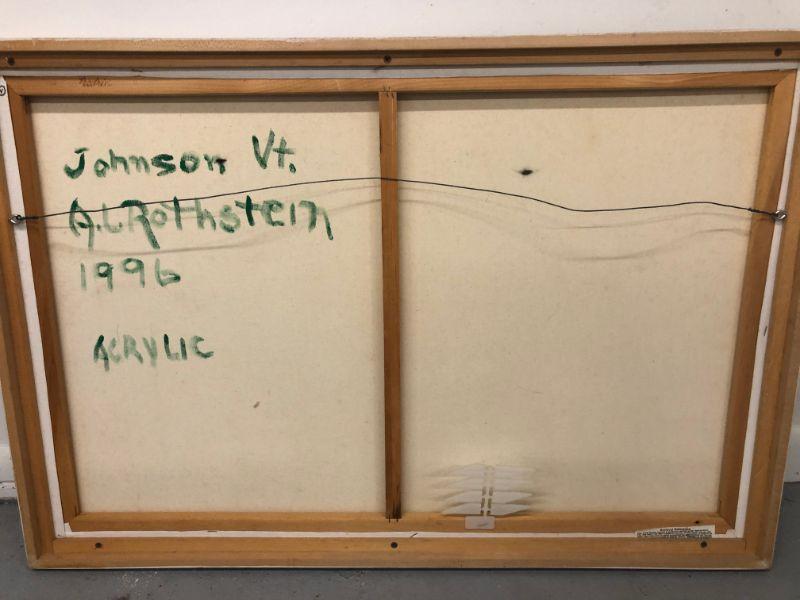 Johnson Vt.
A.L Rothstein
1996
ACRYLIC